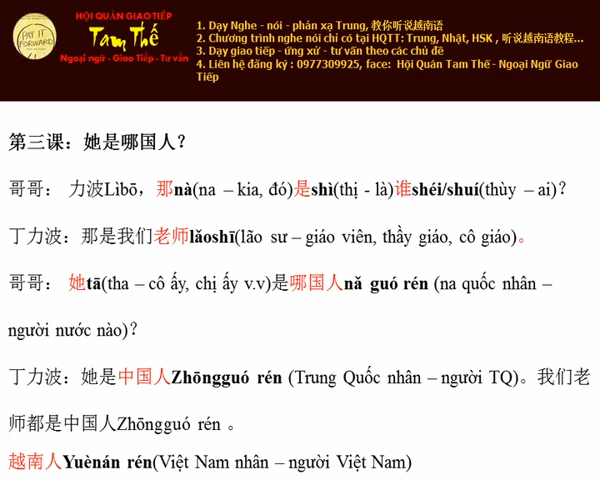 PAY IT
FORWARD
HỘI QUÁN GIAO TIẾP
Tam Thế
Ngoại ngữ - Giao Tiếp - Tư vấn
1. Dạy Nghe - nói - phản xạ Trung, 教你听说越南语
2. Chương trình nghe nói chỉ có tại HQTT: Trung, Nhật, HSK , 听说越南语教程...
3. Dạy giao tiếp - ứng xử - tư vấn theo các chủ đề
4. Liên hệ đăng ký : 0977309925, face: Hội Quán Tam Thế - Ngoại Ngữ Giao
Tiếp
第三课：她是哪国人？
哥哥： 力波Lìbō，那nà(na – kia, đó)是shì(thị - là)谁shéi/shuí(thùy – ai)？
丁力波：那是我们老师lǎoshī(lão sư – giáo viên, thầy giáo, cô giáo)。
哥哥： 她tā(tha – cô ấy, chị ấy v.v)是哪国人nǎ guó rén (na quốc nhân –
người nước nào)？
丁力波：她是中国人Zhōngguó rén (Trung Quốc nhân – người TQ)。我们老
师都是中国人Zhōngguó rén 。
越南人Yuènán rén(Việt Nam nhân – người Việt Nam)